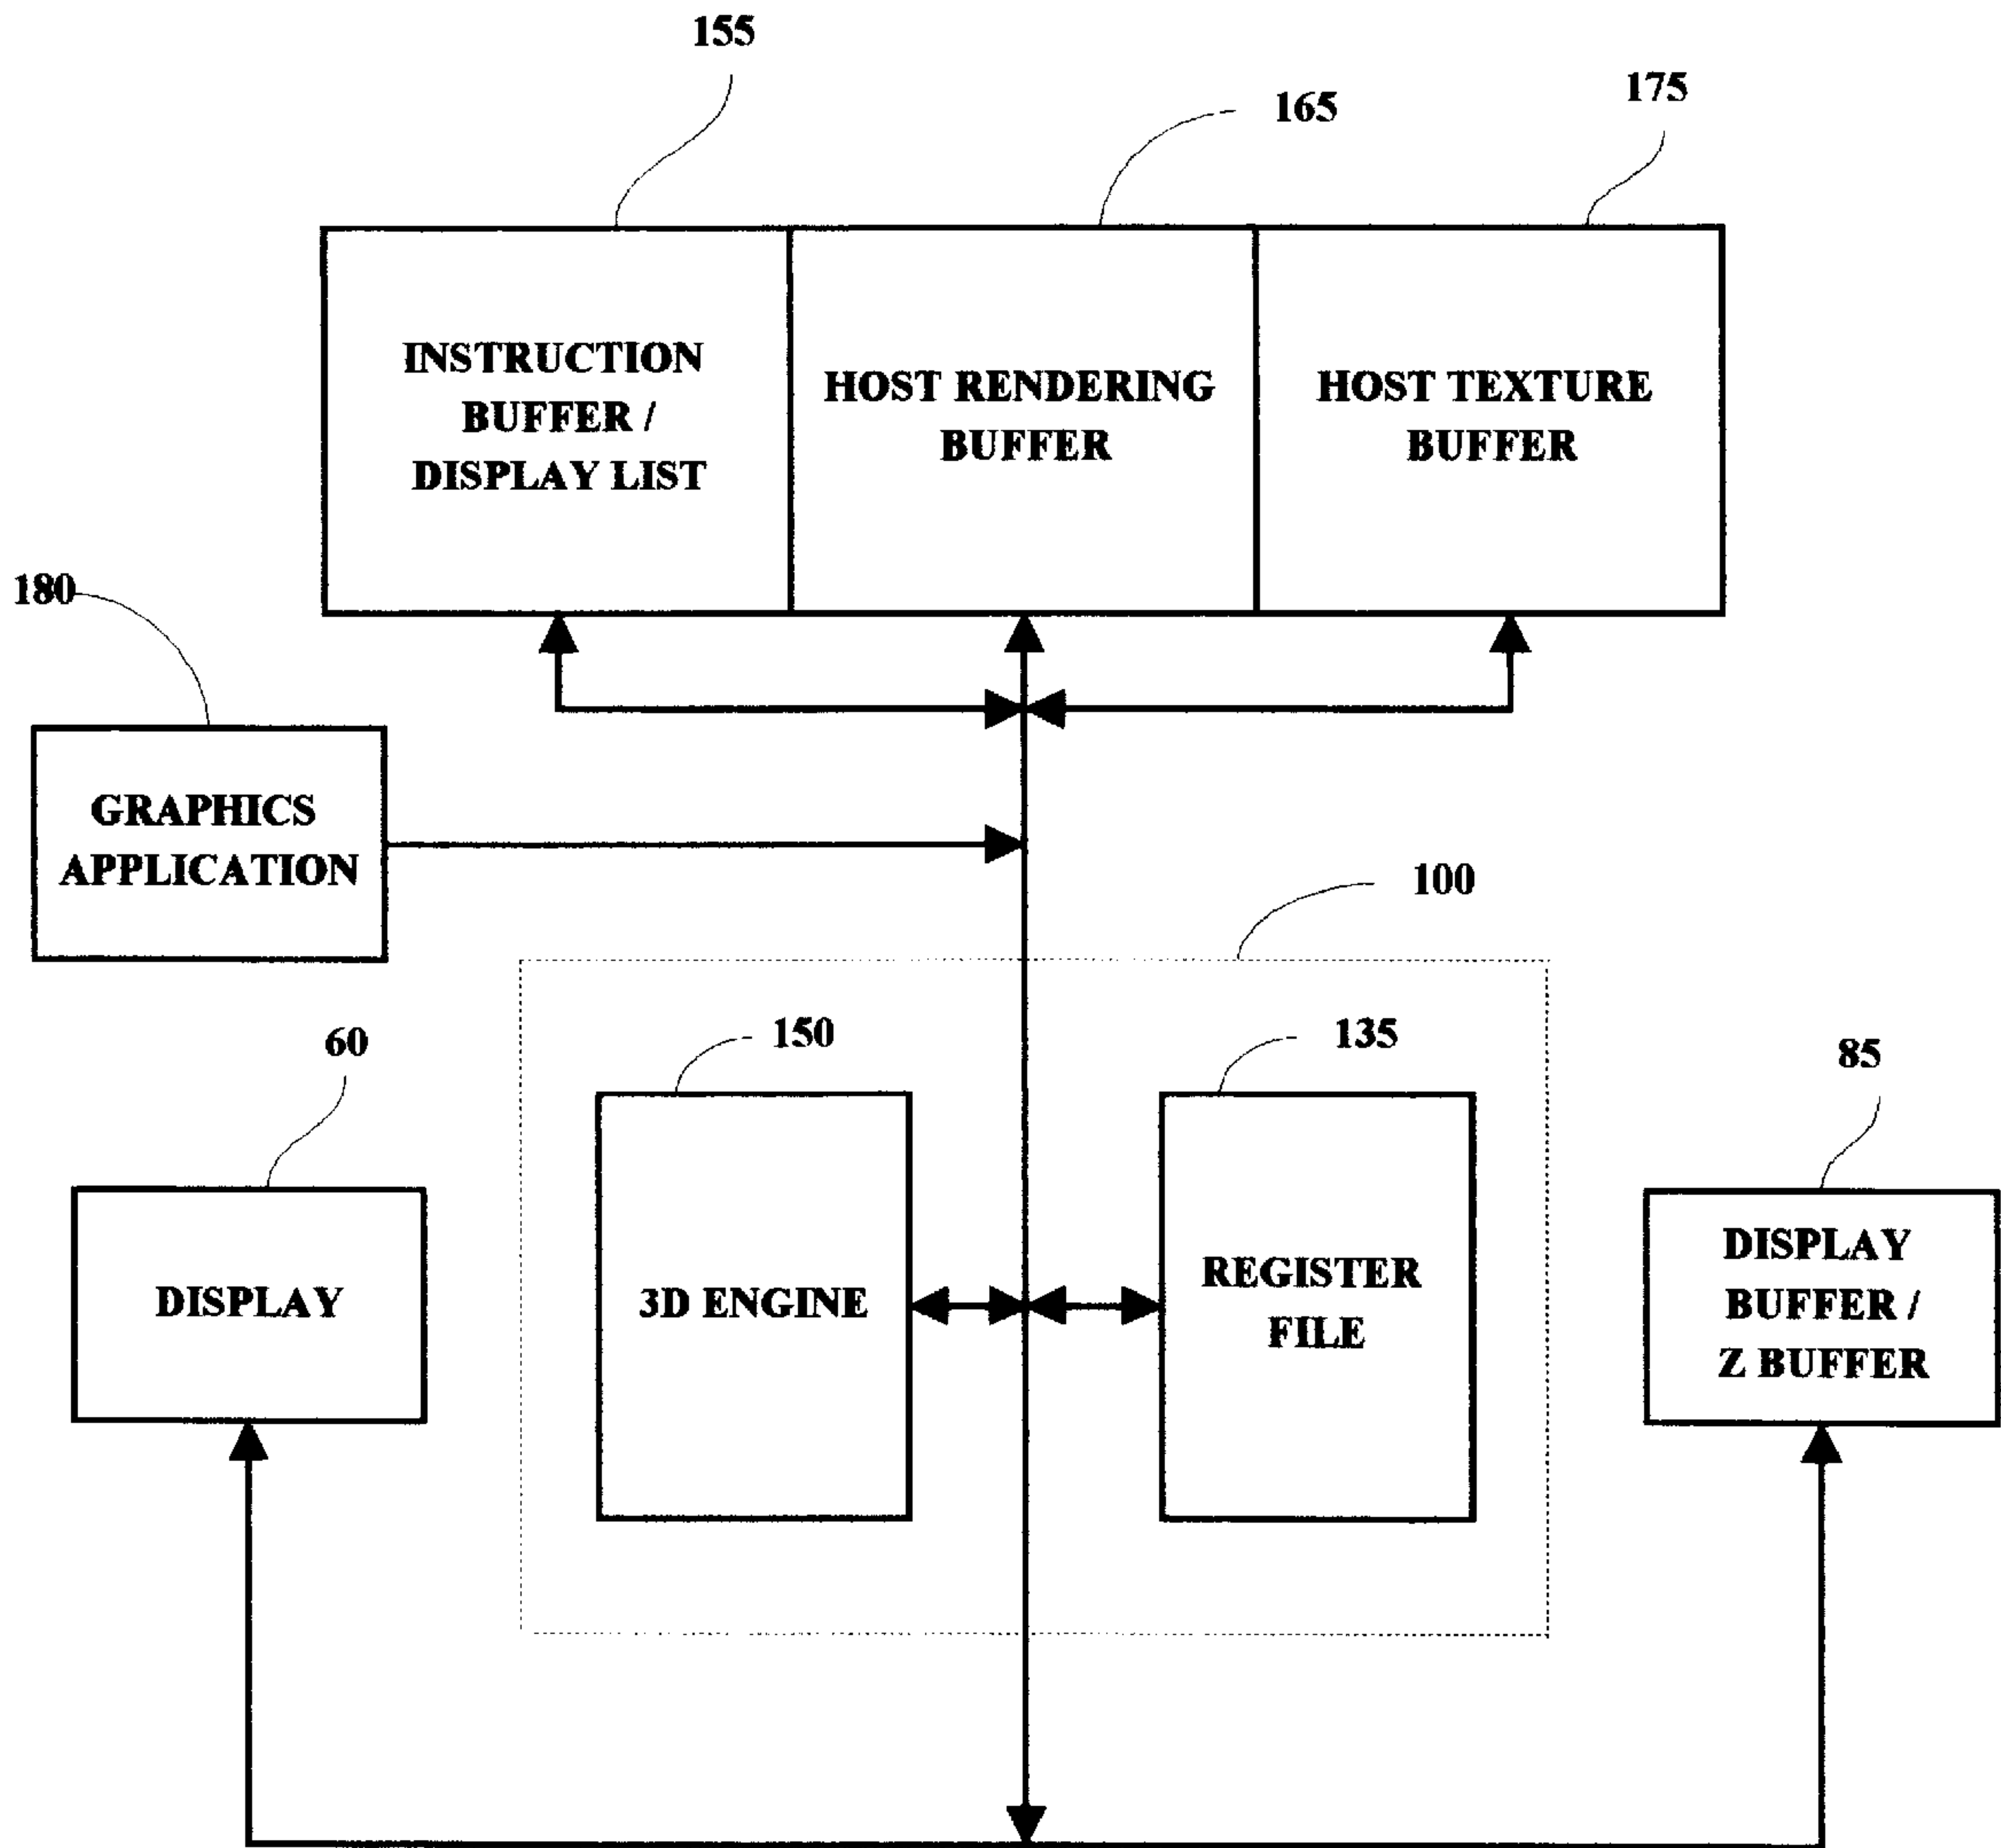 155
165
175
INSTRUCTION
BUFFER /
DISPLAY LIST
HOST RENDERING
BUFFER
HOST TEXTURE
BUFFER
180
GRAPHICS
APPLICATION
100
60
150
135
85
DISPLAY
3D ENGINE
REGISTER
FILE
DISPLAY
BUFFER /
Z BUFFER